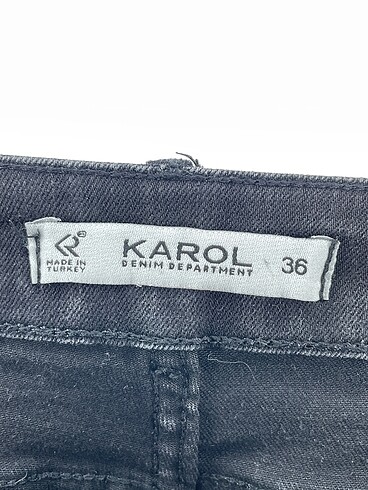 KAROL
DENIM DEPARTMENT
MADE IN
TURKEY
36